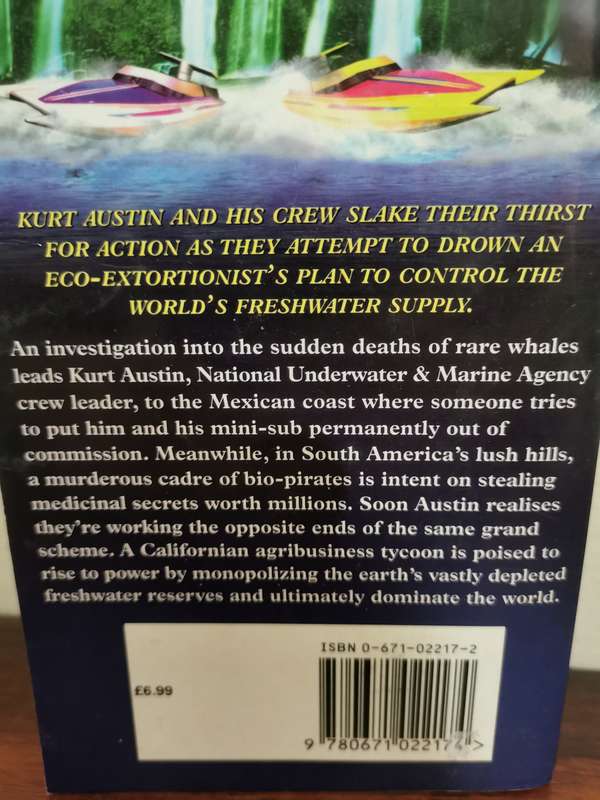 KURT AUSTIN AND HIS CREW SLAKE THEIR THIRST
FOR ACTION AS THEY ATTEMPT TO DROWN AN
ECO-EXTORTIONIST'S PLAN TO CONTROL THE
WORLD'S FRESHWATER SUPPLY.
An investigation into the sudden deaths of rare whales
leads Kurt Austin, National Underwater & Marine Agency
crew leader, to the Mexican coast where someone tries
to put him and his mini-sub permanently out of
commission. Meanwhile, in South America's lush hills,
a murderous cadre of bio-pirates is intent on stealing
medicinal secrets worth millions. Soon Austin realises
they're working the opposite ends of the same grand
scheme. A Californian agribusiness tycoon is poised to
rise to power by monopolizing the earth's vastly depleted
freshwater reserves and ultimately dominate the world.
ISBN 0-671-02217-2
£6.99
9 780671 022174 >